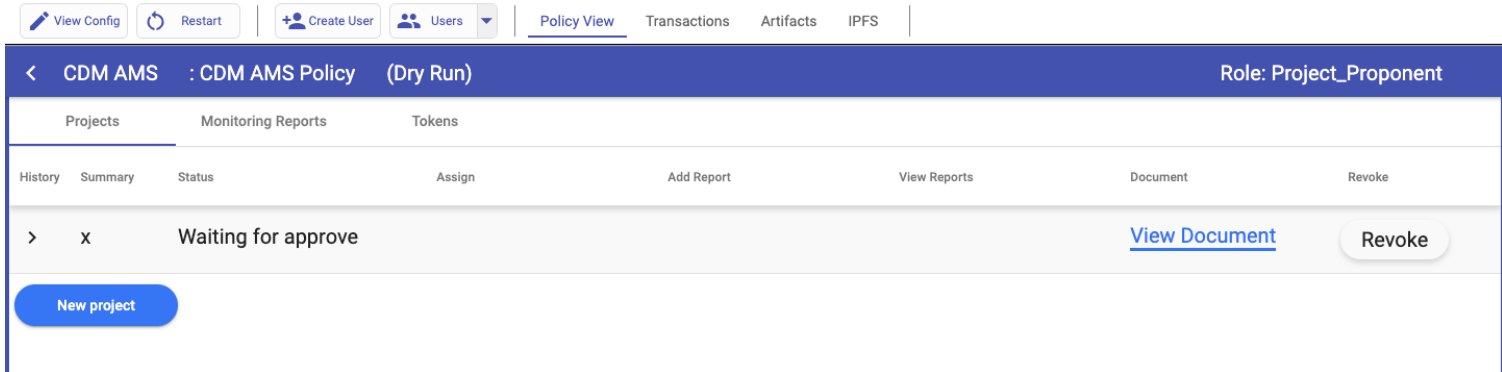 View Config Restart Create User Users Policy View Transactions Artifacts IPFS
CDM AMS : CDM AMS Policy (Dry Run) Role: Project_Proponent
Projects Monitoring Reports Tokens
History Summary Status Assign Add Report View Reports Document Revoke
x Waiting for approve View Document Revoke
New project